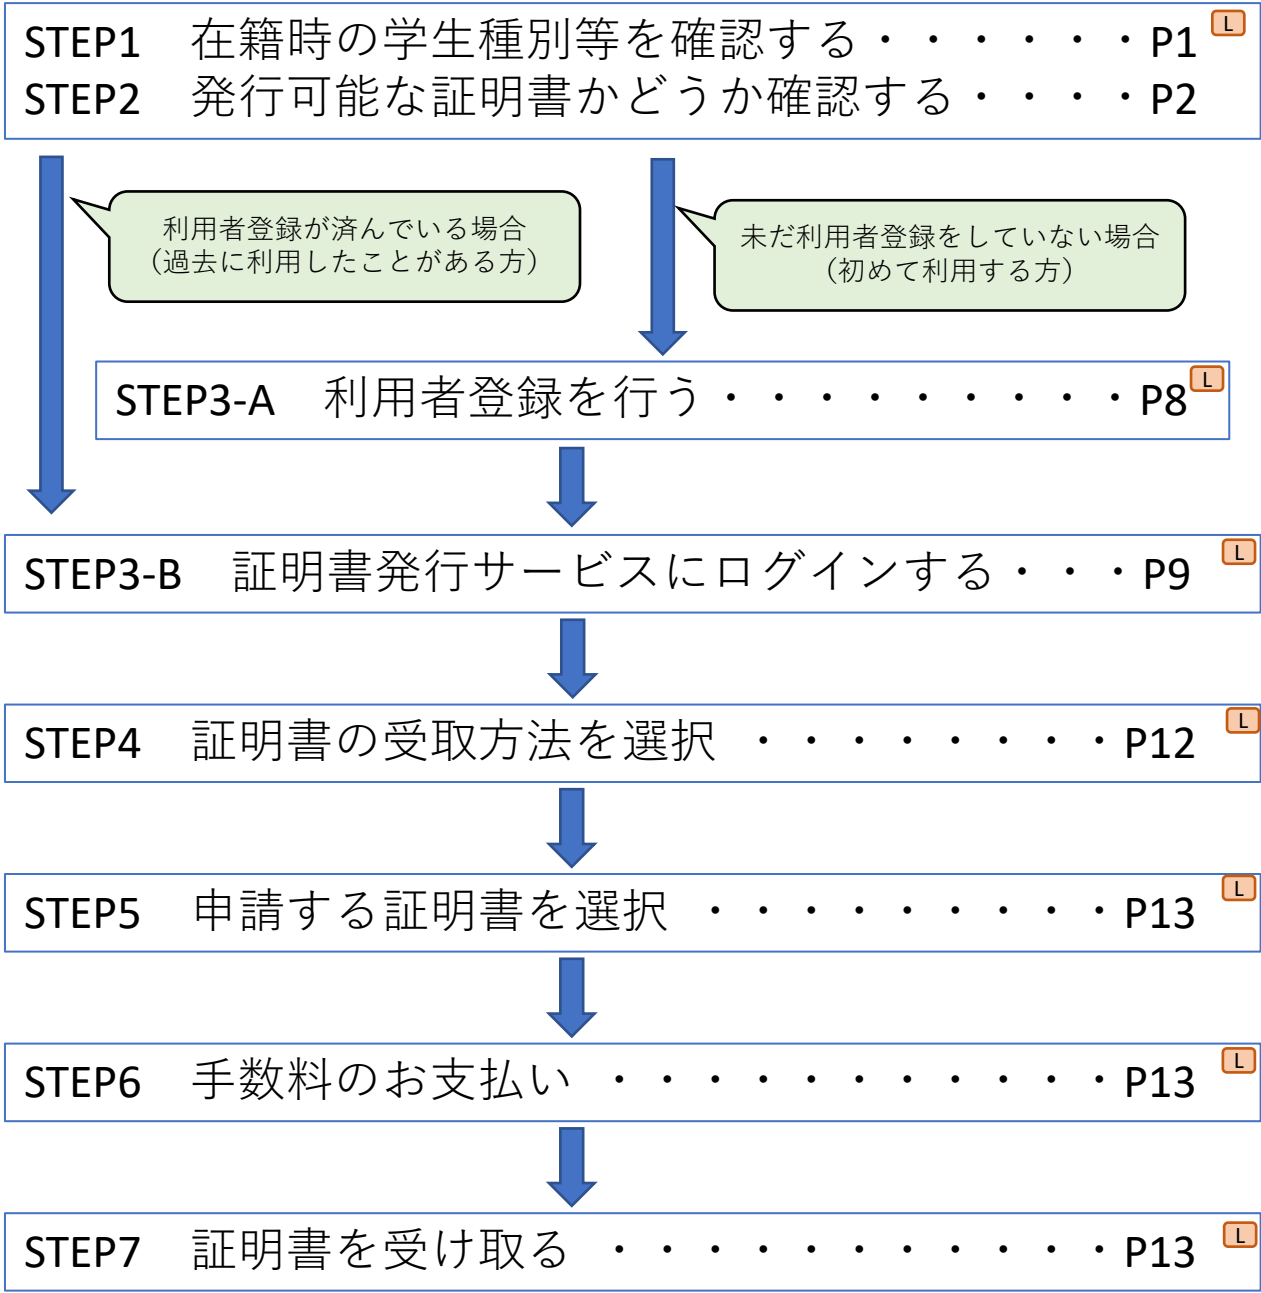 STEP1 在籍時の学生種別等を確認する・・・・・・P1 L
STEP2 発行可能な証明書かどうか確認する・・・・P2
利用者登録が済んでいる場合
（過去に利用したことがある方）
未だ利用者登録をしていない場合
（初めて利用する方）
STEP3-A 利用者登録を行う・・・・・・・・・P8 L
STEP3-B 証明書発行サービスにログインする・・・P9 L
STEP4 証明書の受取方法を選択 ・・・・・・・・P12 L
STEP5 申請する証明書を選択 ・・・・・・・・・P13 L
STEP6 手数料のお支払い ・・・・・・・・・・・P13 L
STEP7 証明書を受け取る ・・・・・・・・・・・P13 L